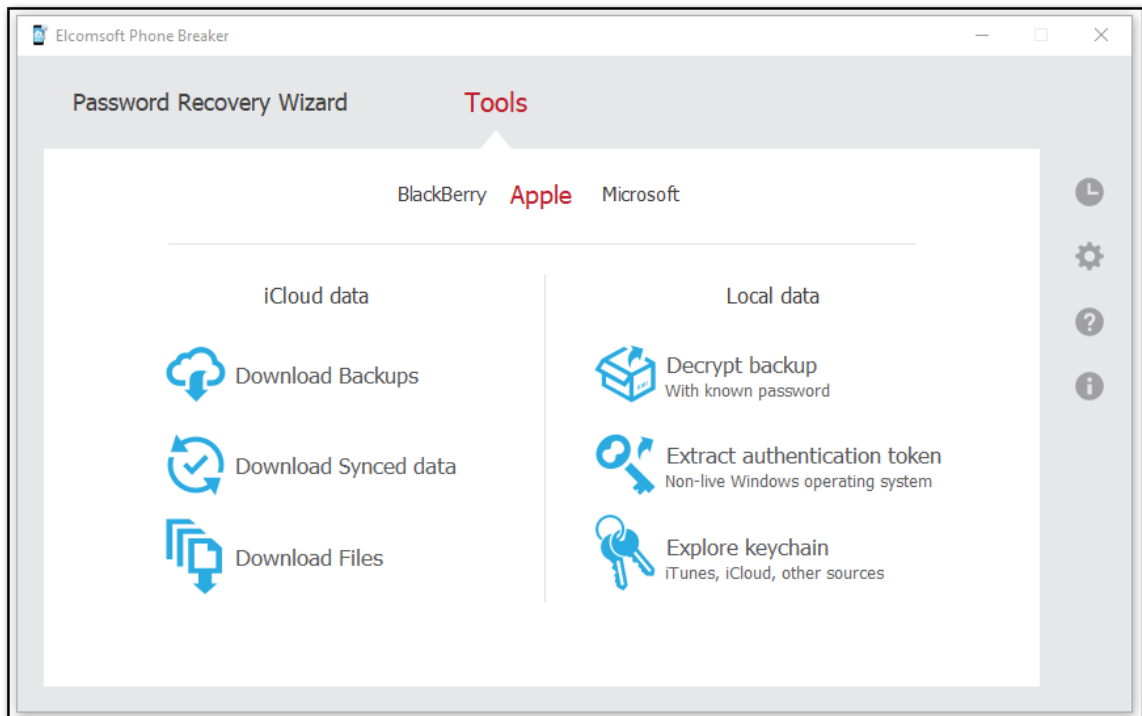 Elcomsoft Phone Breaker
Password Recovery Wizard Tools
BlackBerry Apple Microsoft
iCloud data
Download Backups
Download Synced data
Download Files
Local data
Decrypt backup
With known password
Extract authentication token
Non-live Windows operating system
Explore keychain
iTunes, iCloud, other sources